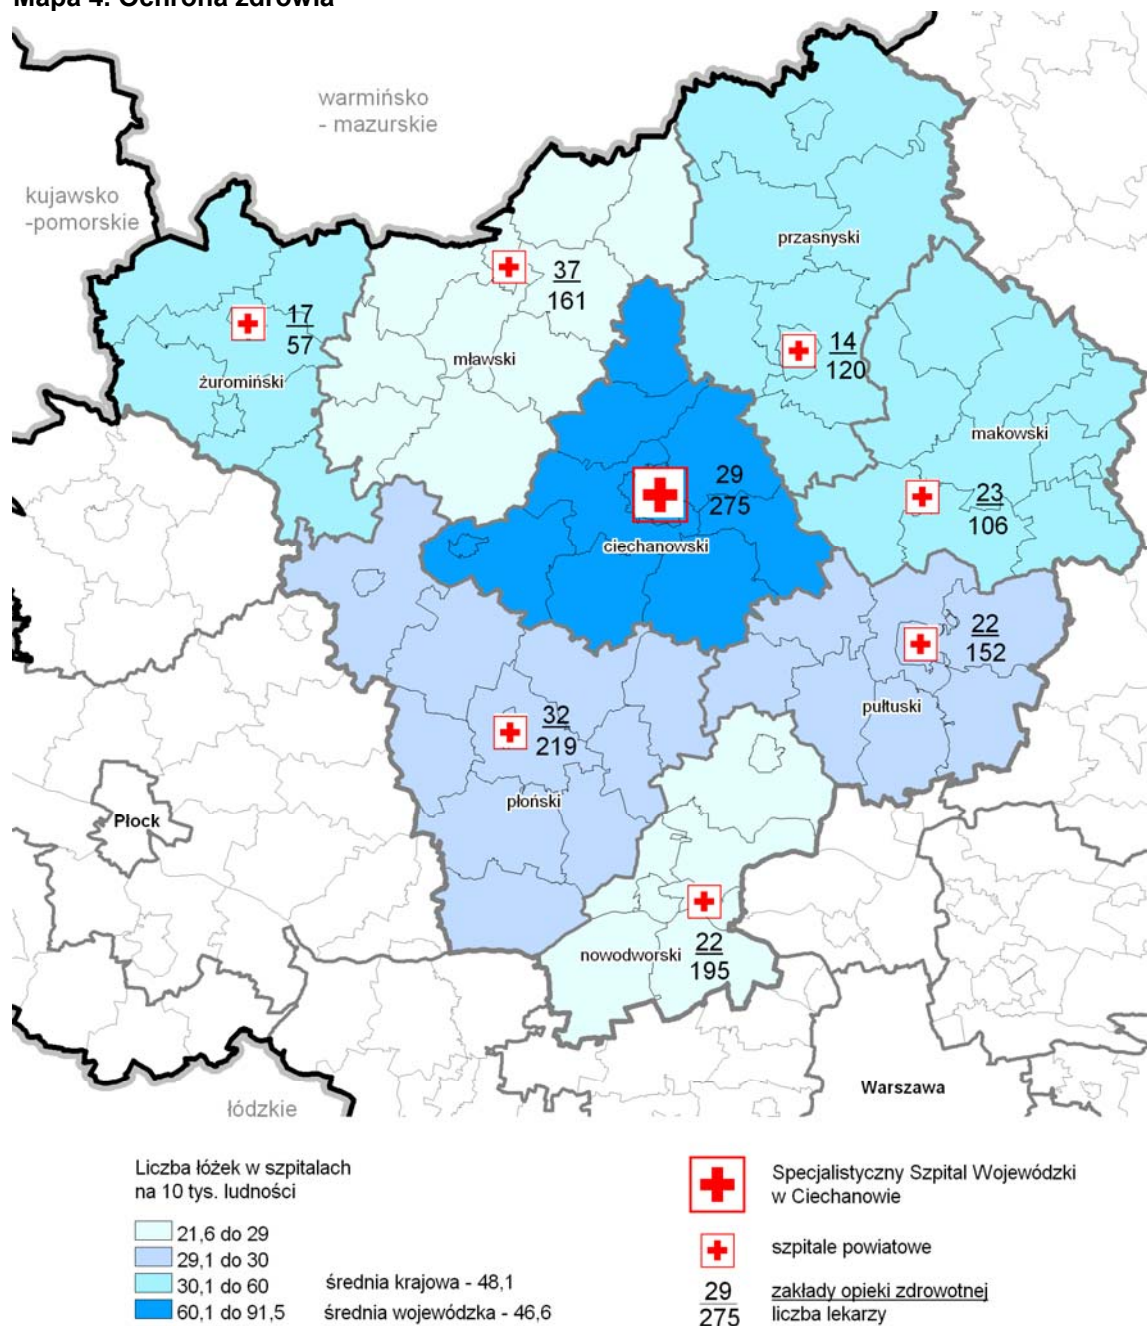 Mapa 4. Ochrona zdrowia
warmińsko
- mazurskie
kujawsko
-pomorskie
przasnyski
37
161
17
57
14
120
mławski
żuromiński
makowski
29
275
23
106
ciechanowski
22
152
pułtuski
32
219
płoński
Płock
nowodworski
22
195
Warszawa
łódzkie
Liczba łóżek w szpitalach
na 10 tys. ludności
21,6 do 29
29,1 do 30
30,1 do 60
60,1 do 91,5
średnia krajowa - 48,1
średnia wojewódzka - 46,6
Specjalistyczny Szpital Wojewódzki
w Ciechanowie
szpitale powiatowe
29
275
zakłady opieki zdrowotnej
liczba lekarzy